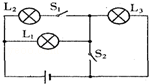 L₂ S₁ L₃
L₁
S₂